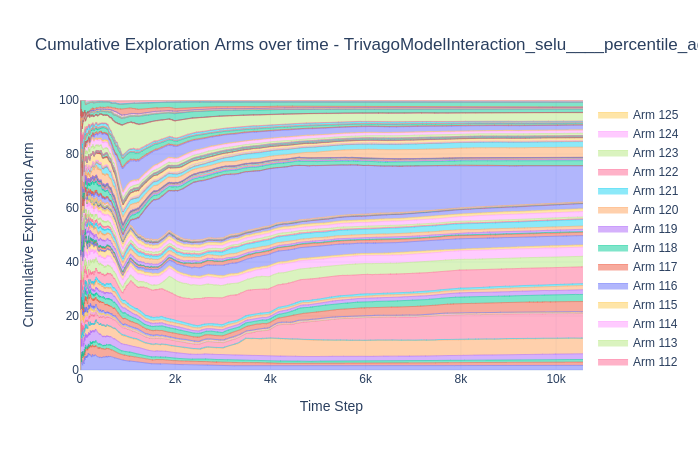 Cumulative Exploration Arms over time - TrivagoModelInteraction_selu____percentile_a
100
80
60
40
20
0
Cummulative Exploration Arm
0
2k
4k
6k
8k
10k
Time Step
Arm 125
Arm 124
Arm 123
Arm 122
Arm 121
Arm 120
Arm 119
Arm 118
Arm 117
Arm 116
Arm 115
Arm 114
Arm 113
Arm 112